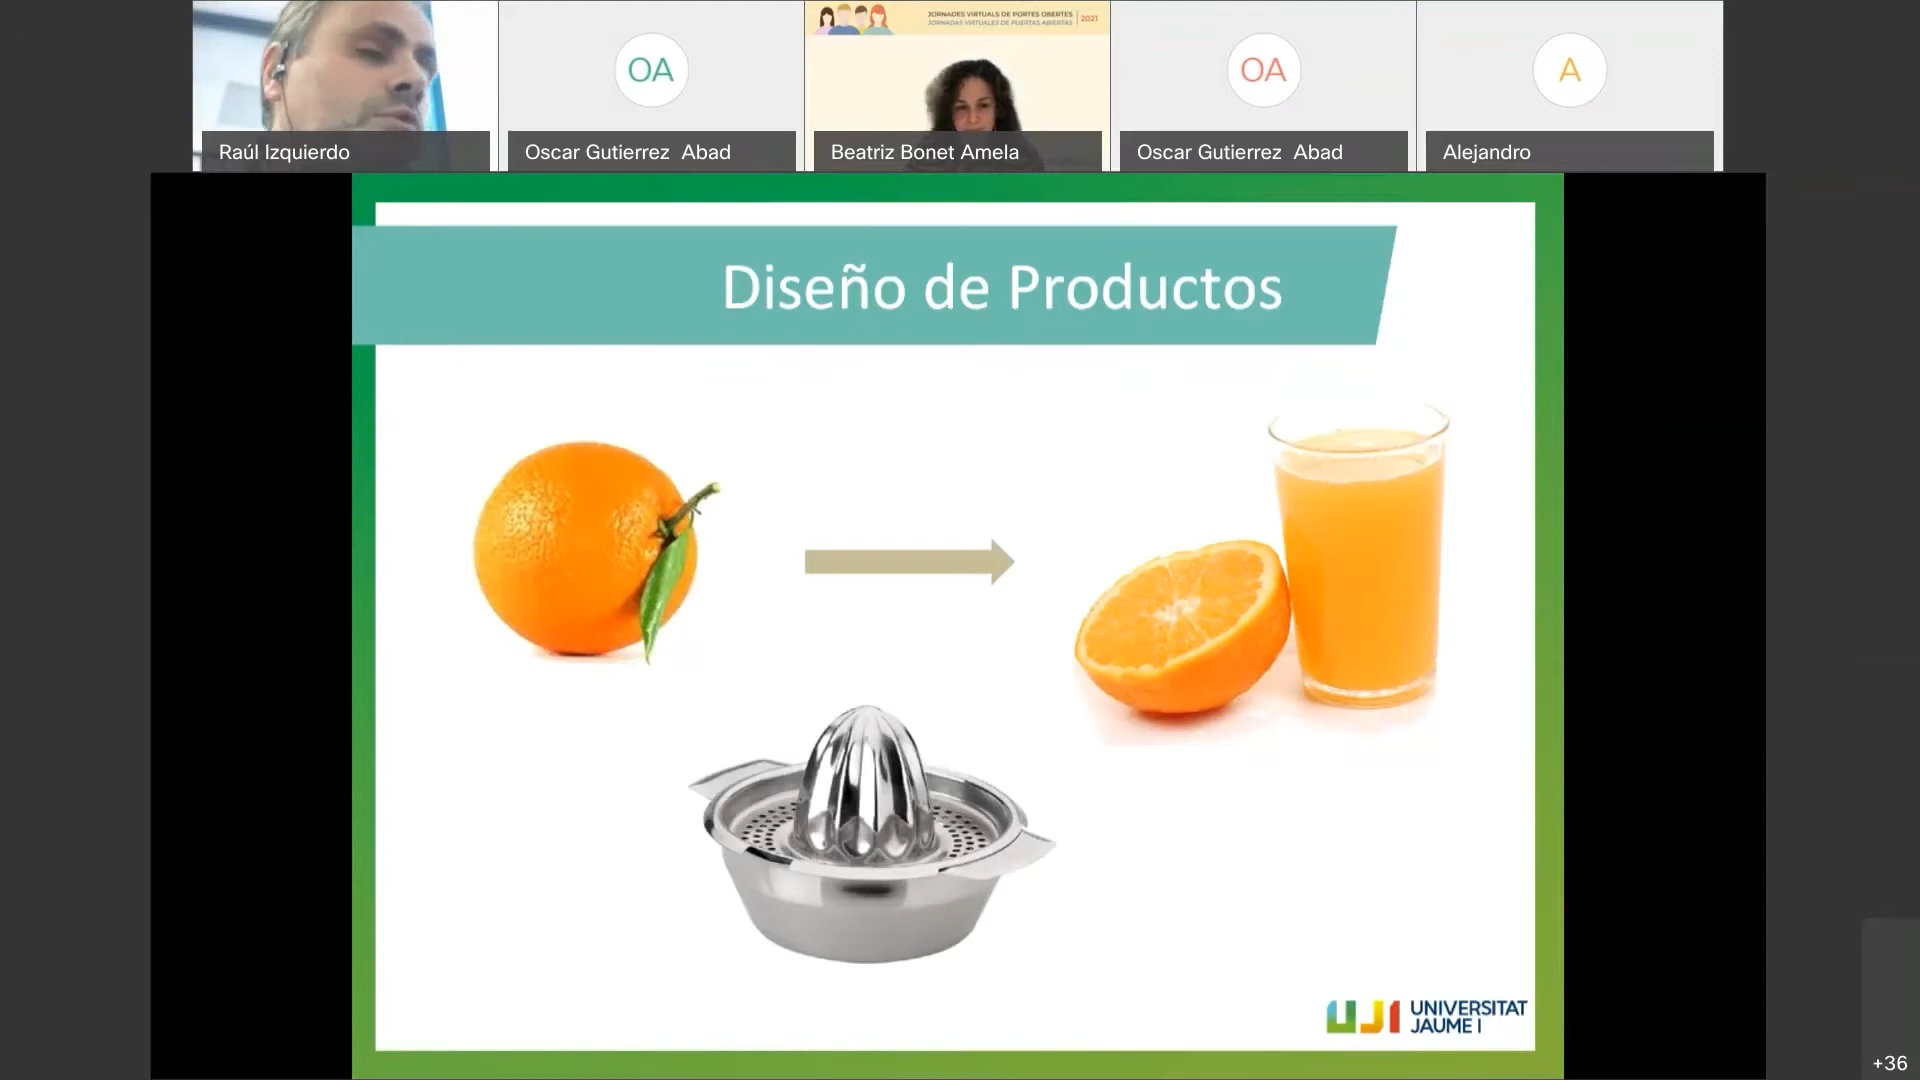 JORNADES VIRTUALS DE PORTES OBERTES
JORNADAS VIRTUALES DE PUERTAS ABIERTAS
2021
OA
OA
A
Raúl Izquierdo
Oscar Gutierrez Abad
Beatriz Bonet Amela
Oscar Gutierrez Abad
Alejandro
Diseño de Productos
UJI UNIVERSITAT
JAUME I
+36